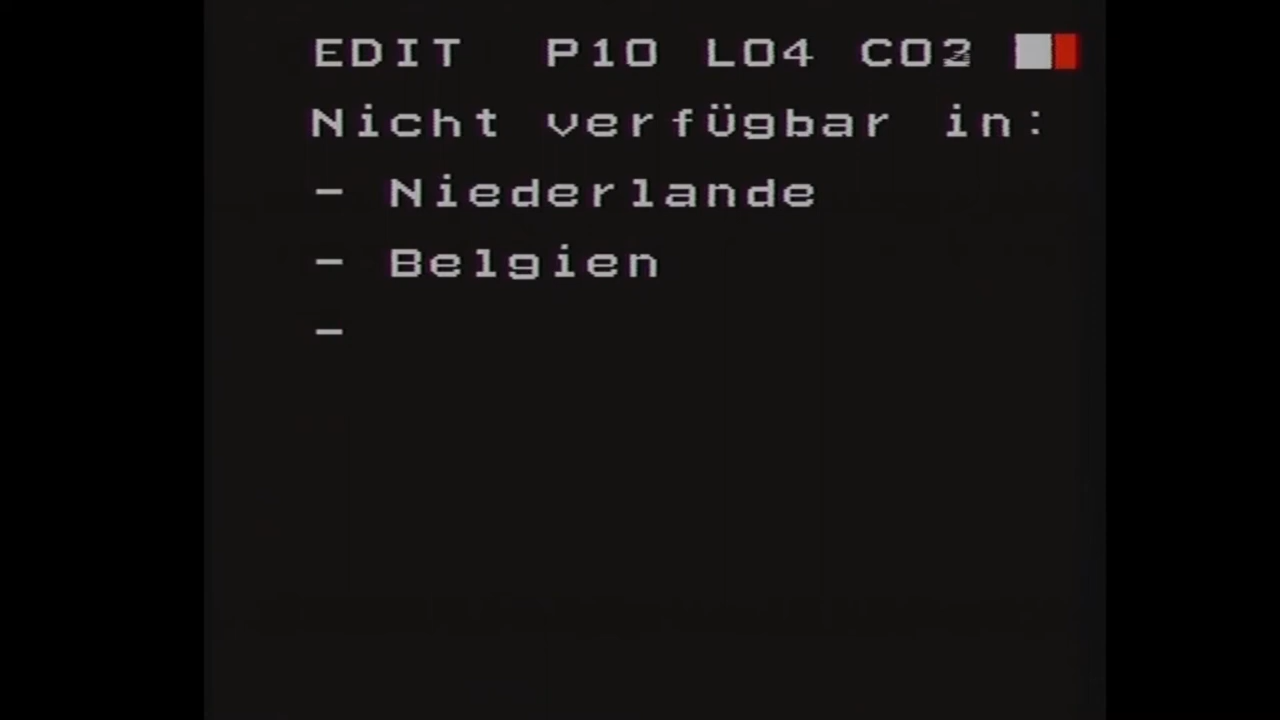 EDIT P10 L04 C02
Nicht verfügbar in:
- Niederlande
- Belgien
-